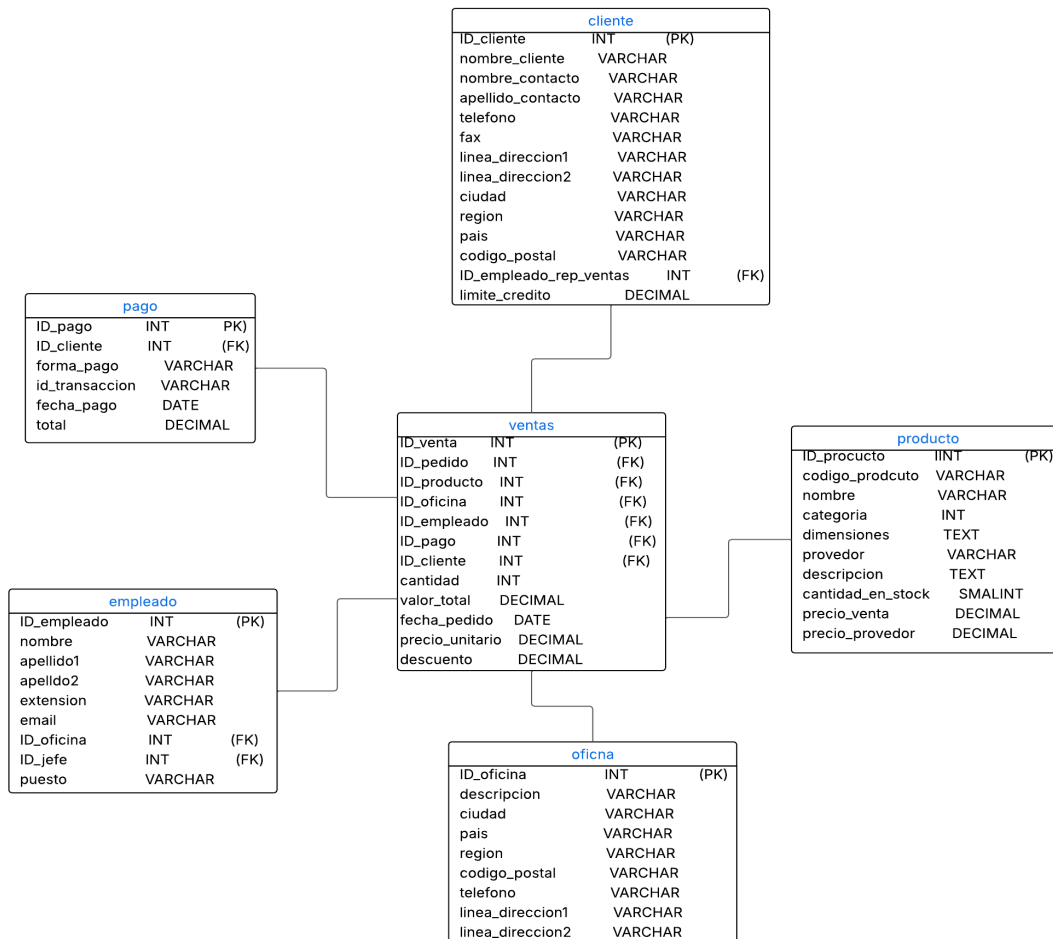 cliente
ID_cliente INT (PK)
nombre_cliente VARCHAR
nombre_contacto VARCHAR
apellido_contacto VARCHAR
telefono VARCHAR
fax VARCHAR
linea_direccion1 VARCHAR
linea_direccion2 VARCHAR
ciudad VARCHAR
region VARCHAR
pais VARCHAR
codigo_postal VARCHAR
ID_empleado_rep_ventas INT (FK)
limite_credito DECIMAL
pago
ID_pago INT PK)
ID_cliente INT (FK)
forma_pago VARCHAR
id_transaccion VARCHAR
fecha_pago DATE
total DECIMAL
ventas
ID_venta INT (PK)
ID_pedido INT (FK)
ID_producto INT (FK)
ID_oficina INT (FK)
ID_empleado INT (FK)
ID_pago INT (FK)
ID_cliente INT (FK)
cantidad INT
valor_total DECIMAL
fecha_pedido DATE
precio_unitario DECIMAL
descuento DECIMAL
producto
ID_procucto IINT (PK)
codigo_prodcuto VARCHAR
nombre VARCHAR
categoria INT
dimensiones TEXT
provedor VARCHAR
descripcion TEXT
cantidad_en_stock SMALINT
precio_venta DECIMAL
precio_provedor DECIMAL
empleado
ID_empleado INT (PK)
nombre VARCHAR
apellido1 VARCHAR
apelldo2 VARCHAR
extension VARCHAR
email VARCHAR
ID_oficina INT (FK)
ID_jefe INT (FK)
puesto VARCHAR
oficna
ID_oficina INT (PK)
descripcion VARCHAR
ciudad VARCHAR
pais VARCHAR
region VARCHAR
codigo_postal VARCHAR
telefono VARCHAR
linea_direccion1 VARCHAR
linea_direccion2 VARCHAR